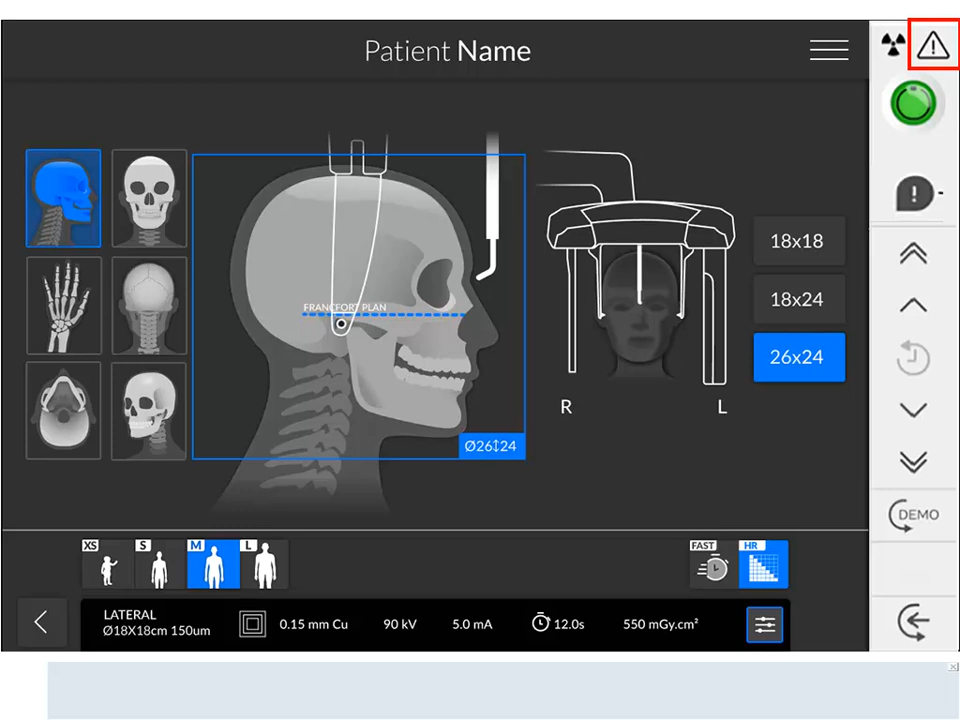 Patient Name
FRANCFORT PLAN
Ø26↕24
18x18
18x24
26x24
R
L
DEMO
XS
S
M
L
FAST
HR
LATERAL
Ø18X18cm 150um
0.15 mm Cu
90 kV
5.0 mA
12.0s
550 mGy.cm²